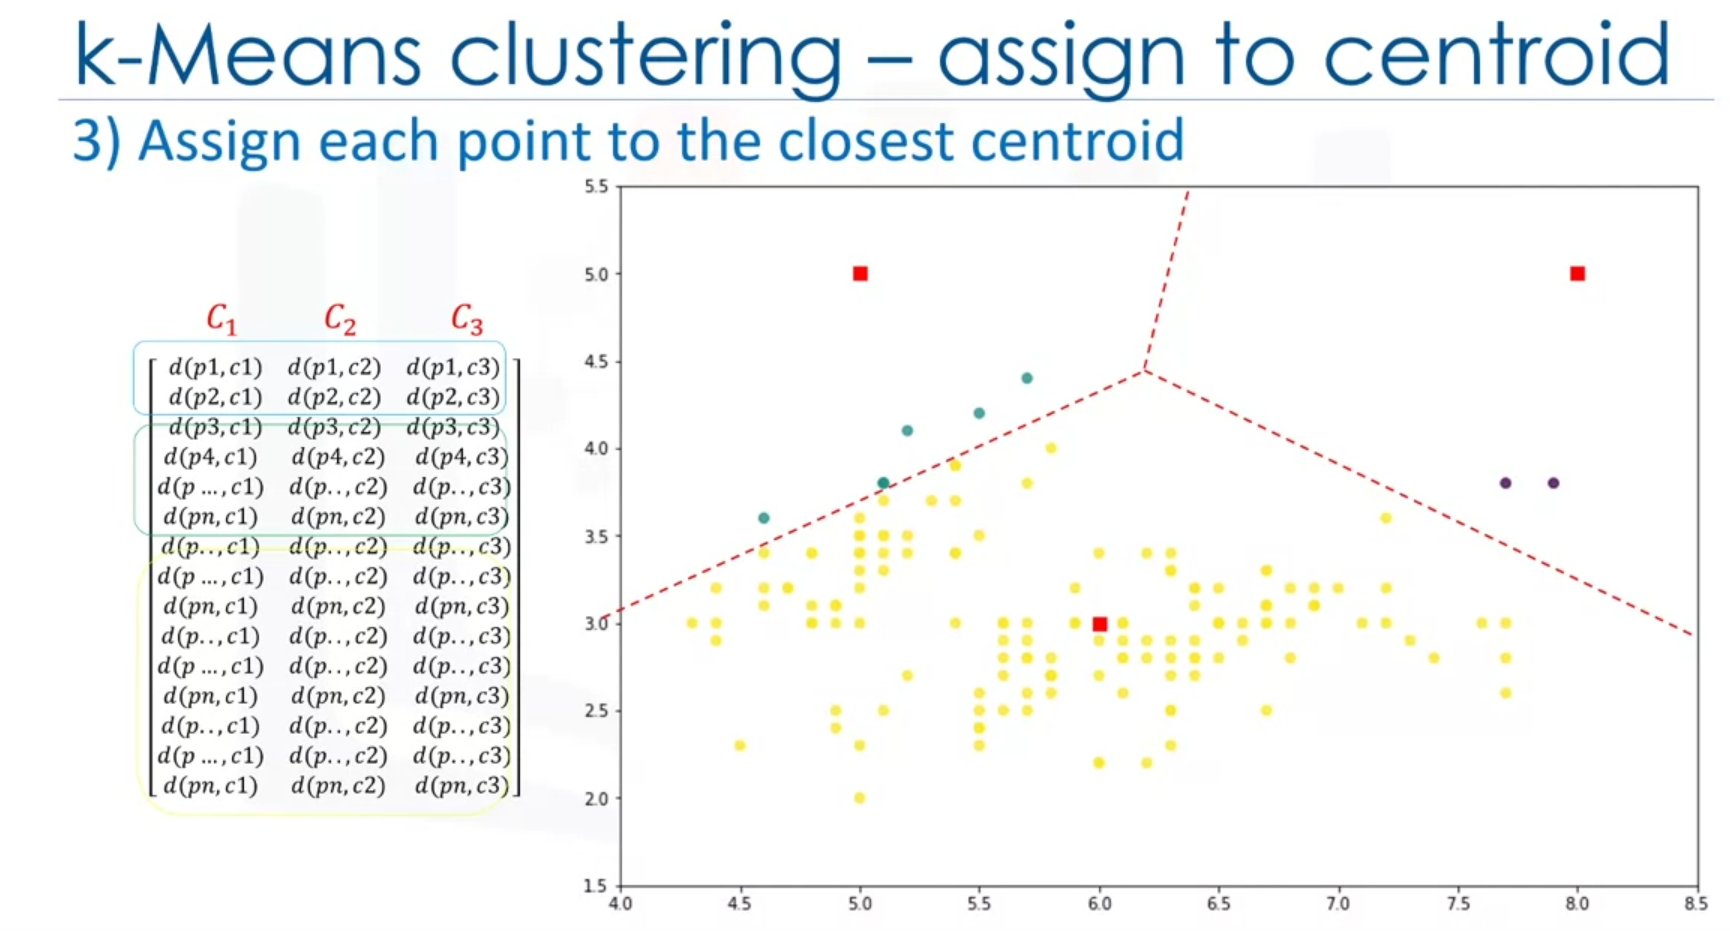 k-Means clustering – assign to centroid
3) Assign each point to the closest centroid
C₁ C₂ C₃
d(p1,c1) d(p1,c2) d(p1,c3)
d(p2,c1) d(p2,c2) d(p2,c3)
d(p3,c1) d(p3,c2) d(p3,c3)
d(p4,c1) d(p4,c2) d(p4,c3)
d(p ...,c1) d(p..,c2) d(p..,c3)
d(pn,c1) d(pn,c2) d(pn,c3)
d(p..,c1) d(p..,c2) d(p..,c3)
d(p ...,c1) d(p..,c2) d(p..,c3)
d(pn,c1) d(pn,c2) d(pn,c3)
d(p..,c1) d(p..,c2) d(p..,c3)
d(p ...,c1) d(p..,c2) d(p..,c3)
d(pn,c1) d(pn,c2) d(pn,c3)
d(p..,c1) d(p..,c2) d(p..,c3)
d(p ...,c1) d(p..,c2) d(p..,c3)
d(pn,c1) d(pn,c2) d(pn,c3)
5.5
5.0
4.5
4.0
3.5
3.0
2.5
2.0
1.5
4.0 4.5 5.0 5.5 6.0 6.5 7.0 7.5 8.0 8.5